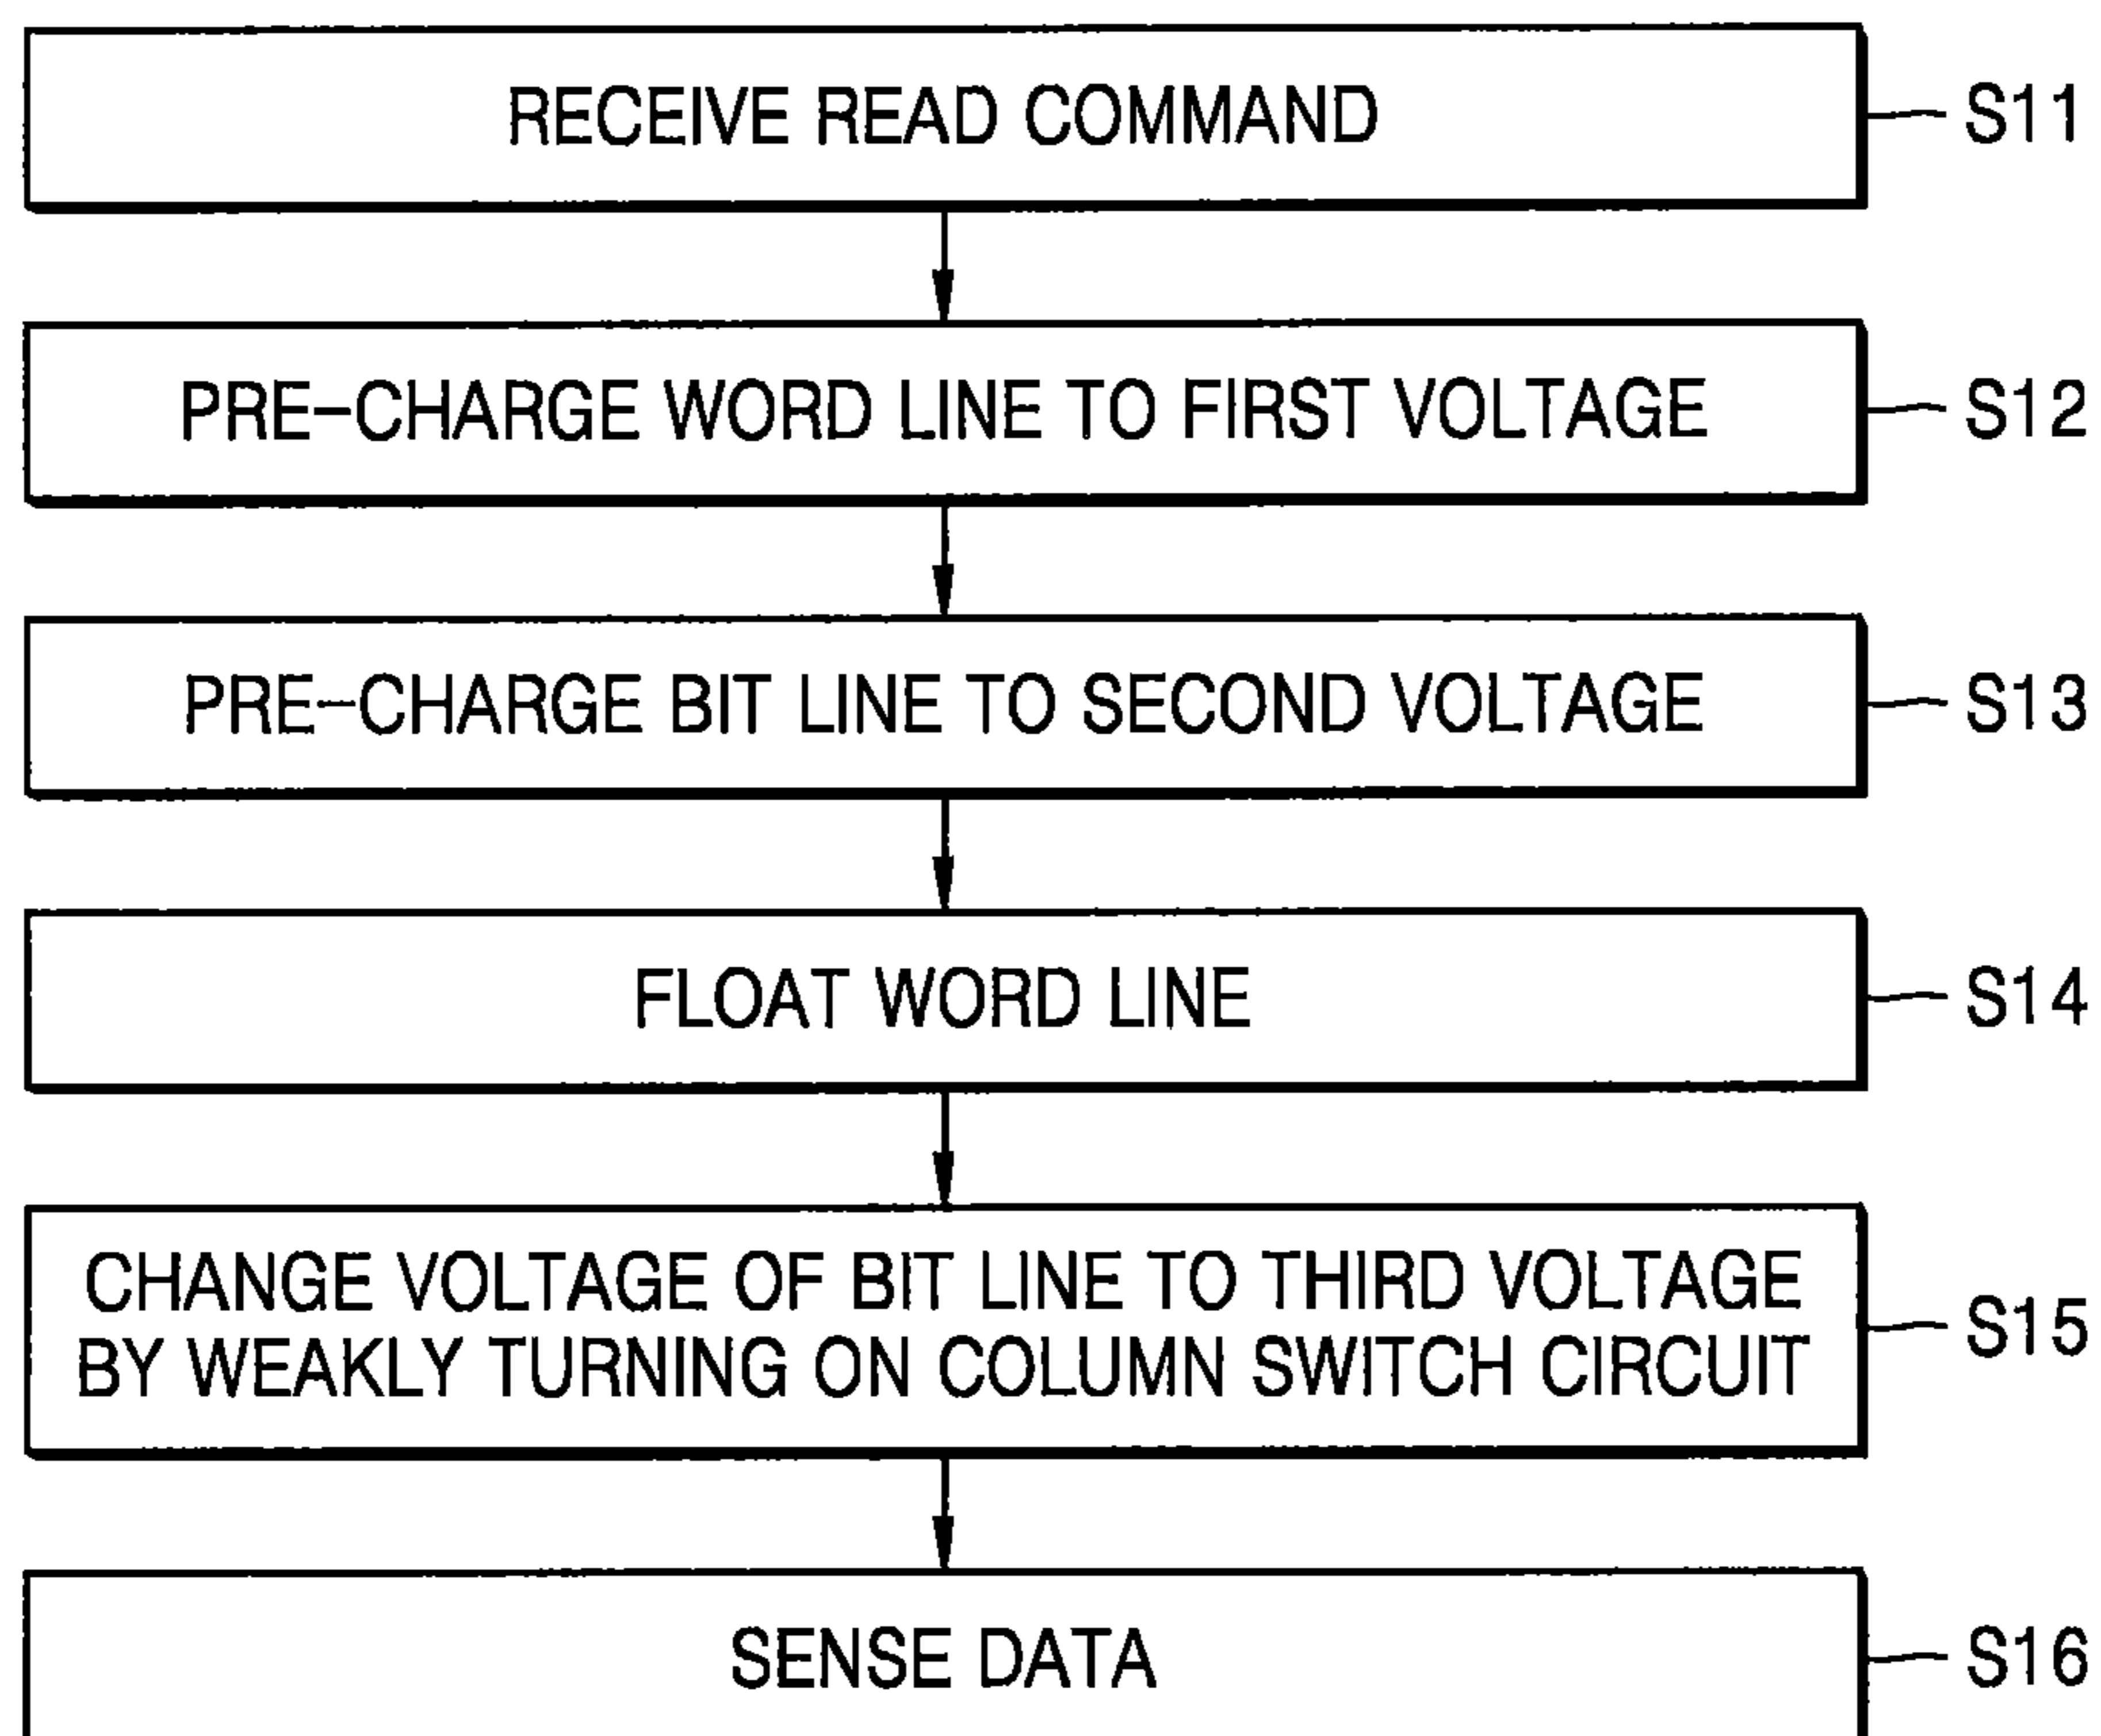 RECEIVE READ COMMAND
S11
PRE-CHARGE WORD LINE TO FIRST VOLTAGE
S12
PRE-CHARGE BIT LINE TO SECOND VOLTAGE
S13
FLOAT WORD LINE
S14
CHANGE VOLTAGE OF BIT LINE TO THIRD VOLTAGE
BY WEAKLY TURNING ON COLUMN SWITCH CIRCUIT
S15
SENSE DATA
S16